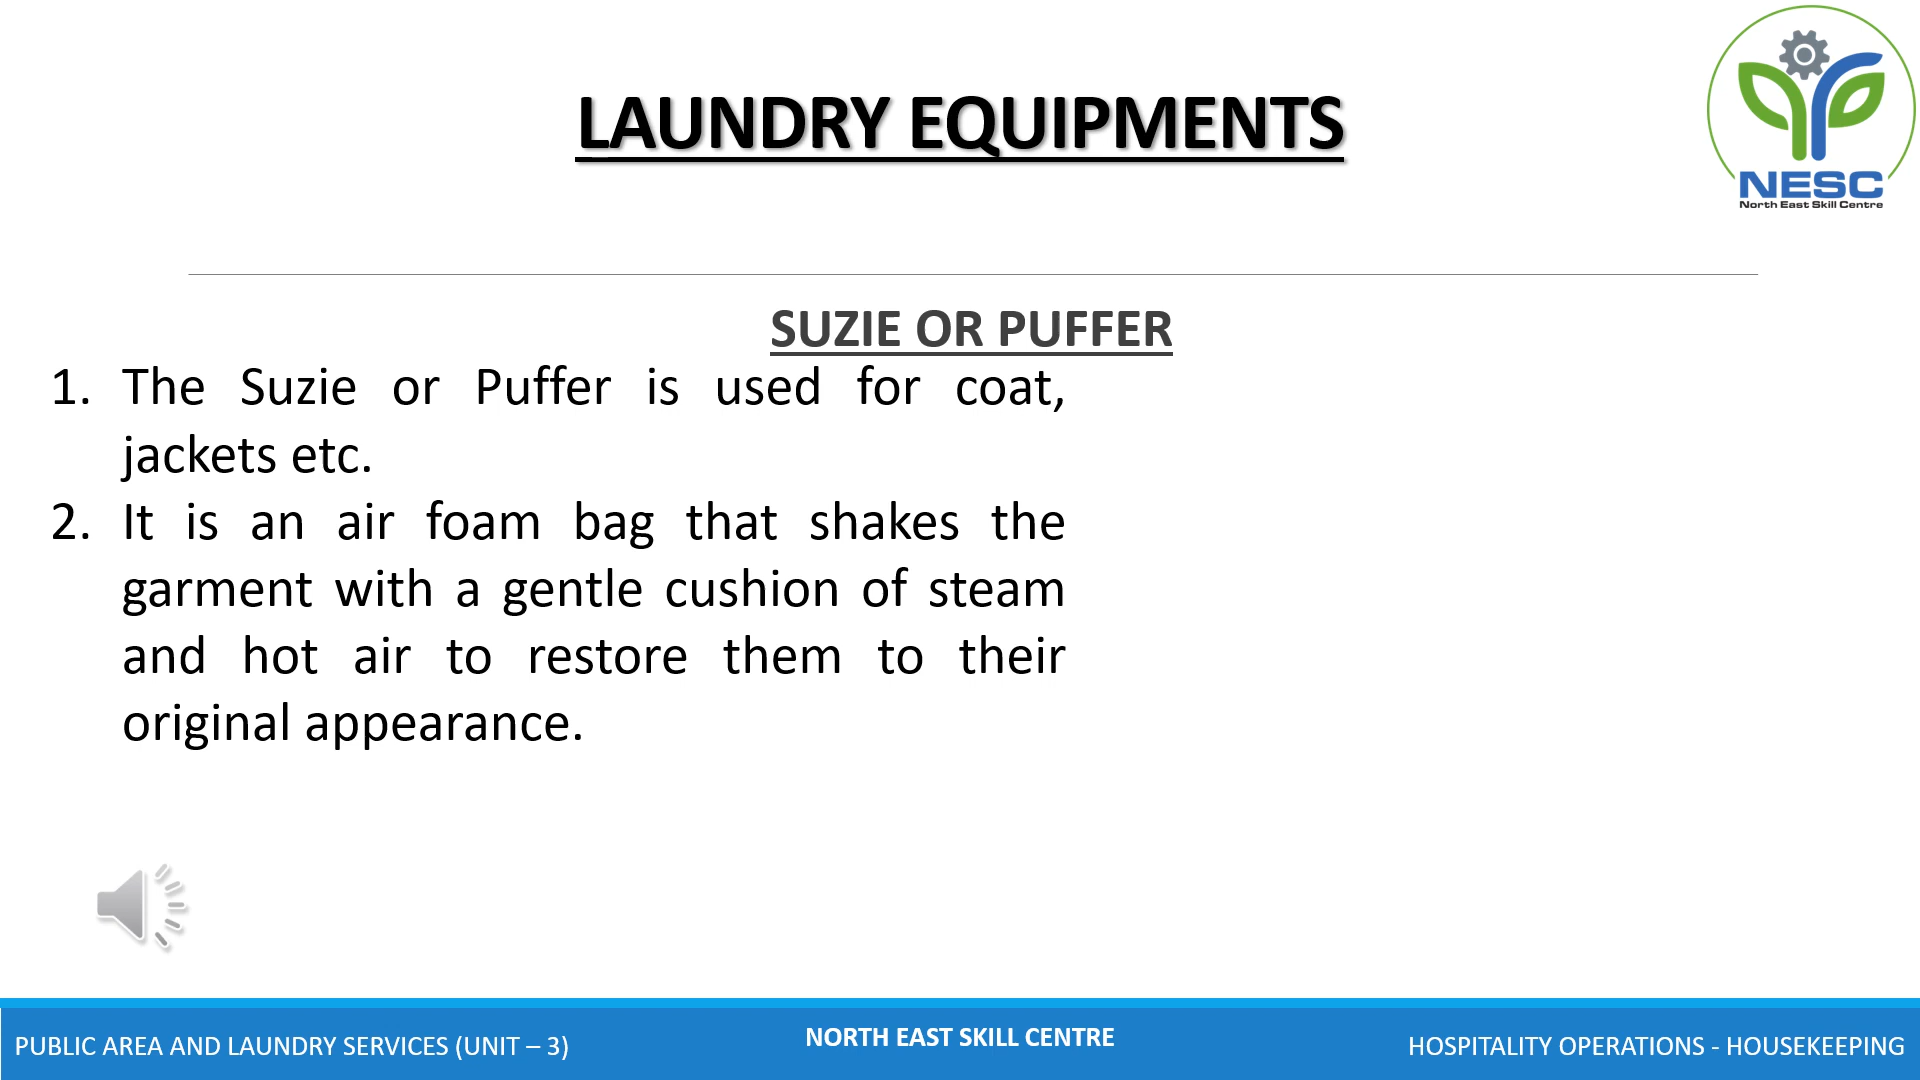 LAUNDRY EQUIPMENTS
NESC
North East Skill Centre
SUZIE OR PUFFER
1. The Suzie or Puffer is used for coat,
jackets etc.
2. It is an air foam bag that shakes the
garment with a gentle cushion of steam
and hot air to restore them to their
original appearance.
PUBLIC AREA AND LAUNDRY SERVICES (UNIT – 3)
NORTH EAST SKILL CENTRE
HOSPITALITY OPERATIONS - HOUSEKEEPING